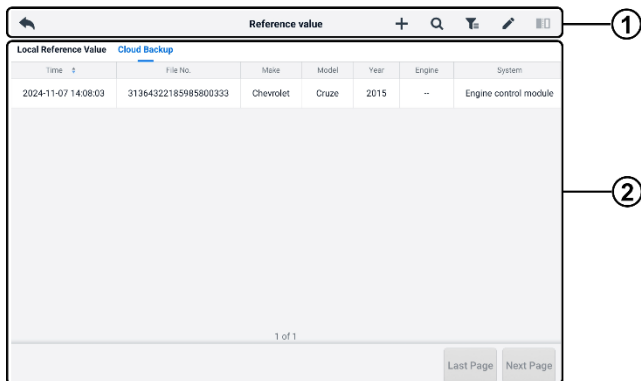 Reference value
1
Local Reference Value Cloud Backup
Time File No. Make Model Year Engine System
2024-11-07 14:08:03 31364322185985800333 Chevrolet Cruze 2015 -- Engine control module
2
1 of 1
Last Page Next Page